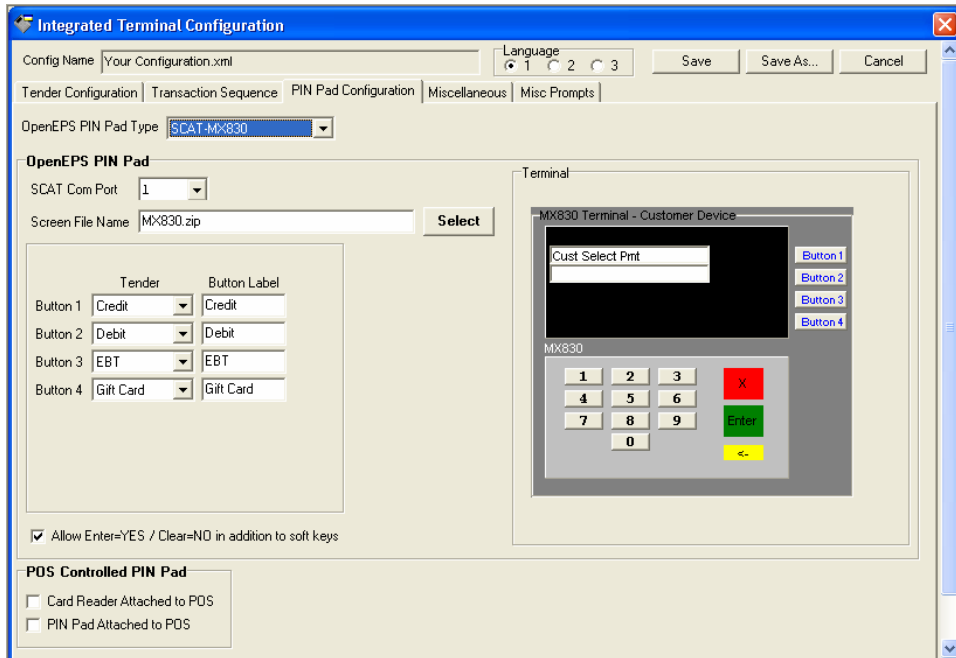 Integrated Terminal Configuration
Config Name Your Configuration.xml Language 1 2 3 Save Save As... Cancel
Tender Configuration Transaction Sequence PIN Pad Configuration Miscellaneous Misc Prompts
OpenEPS PIN Pad Type SCAT-MX830
OpenEPS PIN Pad
SCAT Com Port 1
Screen File Name MX830.zip Select
Tender Button Label
Button 1 Credit Credit
Button 2 Debit Debit
Button 3 EBT EBT
Button 4 Gift Card Gift Card
Allow Enter=YES / Clear=NO in addition to soft keys
Terminal
MX830 Terminal - Customer Device
Cust Select Pmt
Button 1
Button 2
Button 3
Button 4
MX830
1 2 3 X
4 5 6
7 8 9 Enter
0
<-
POS Controlled PIN Pad
Card Reader Attached to POS
PIN Pad Attached to POS